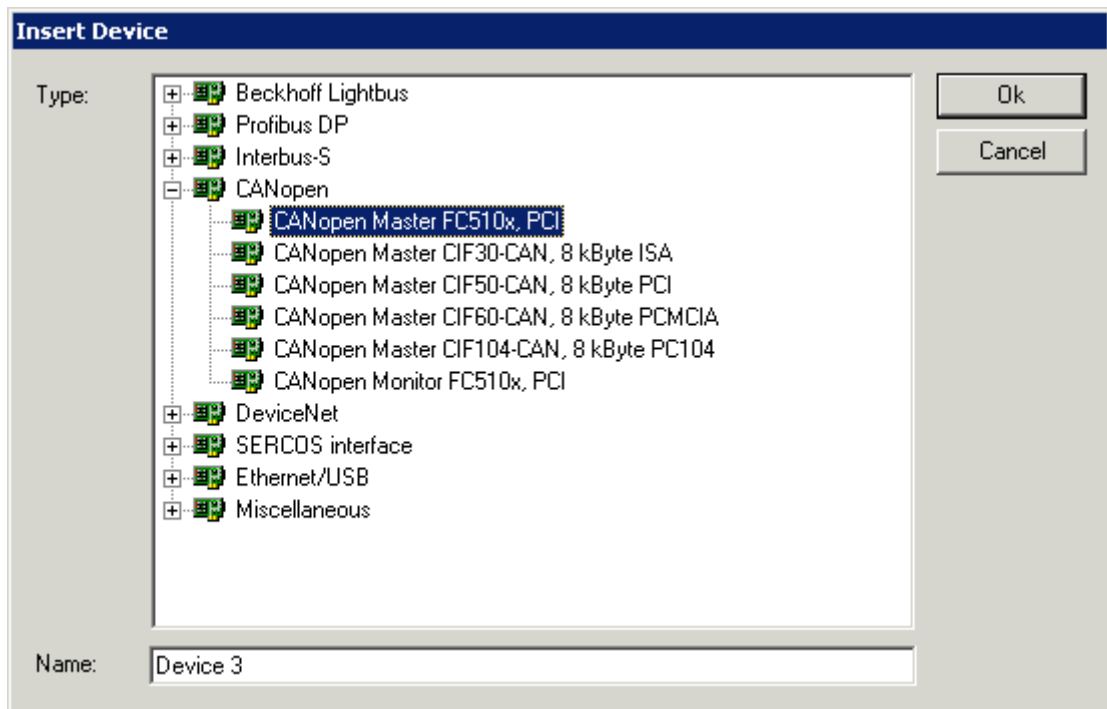 Insert Device
Type:
Beckhoff Lightbus
Profibus DP
Interbus-S
CANopen
CANopen Master FC510x, PCI
CANopen Master CIF30-CAN, 8 kByte ISA
CANopen Master CIF50-CAN, 8 kByte PCI
CANopen Master CIF60-CAN, 8 kByte PCMCIA
CANopen Master CIF104-CAN, 8 kByte PC104
CANopen Monitor FC510x, PCI
DeviceNet
SERCOS interface
Ethernet/USB
Miscellaneous
Ok
Cancel
Name:
Device 3